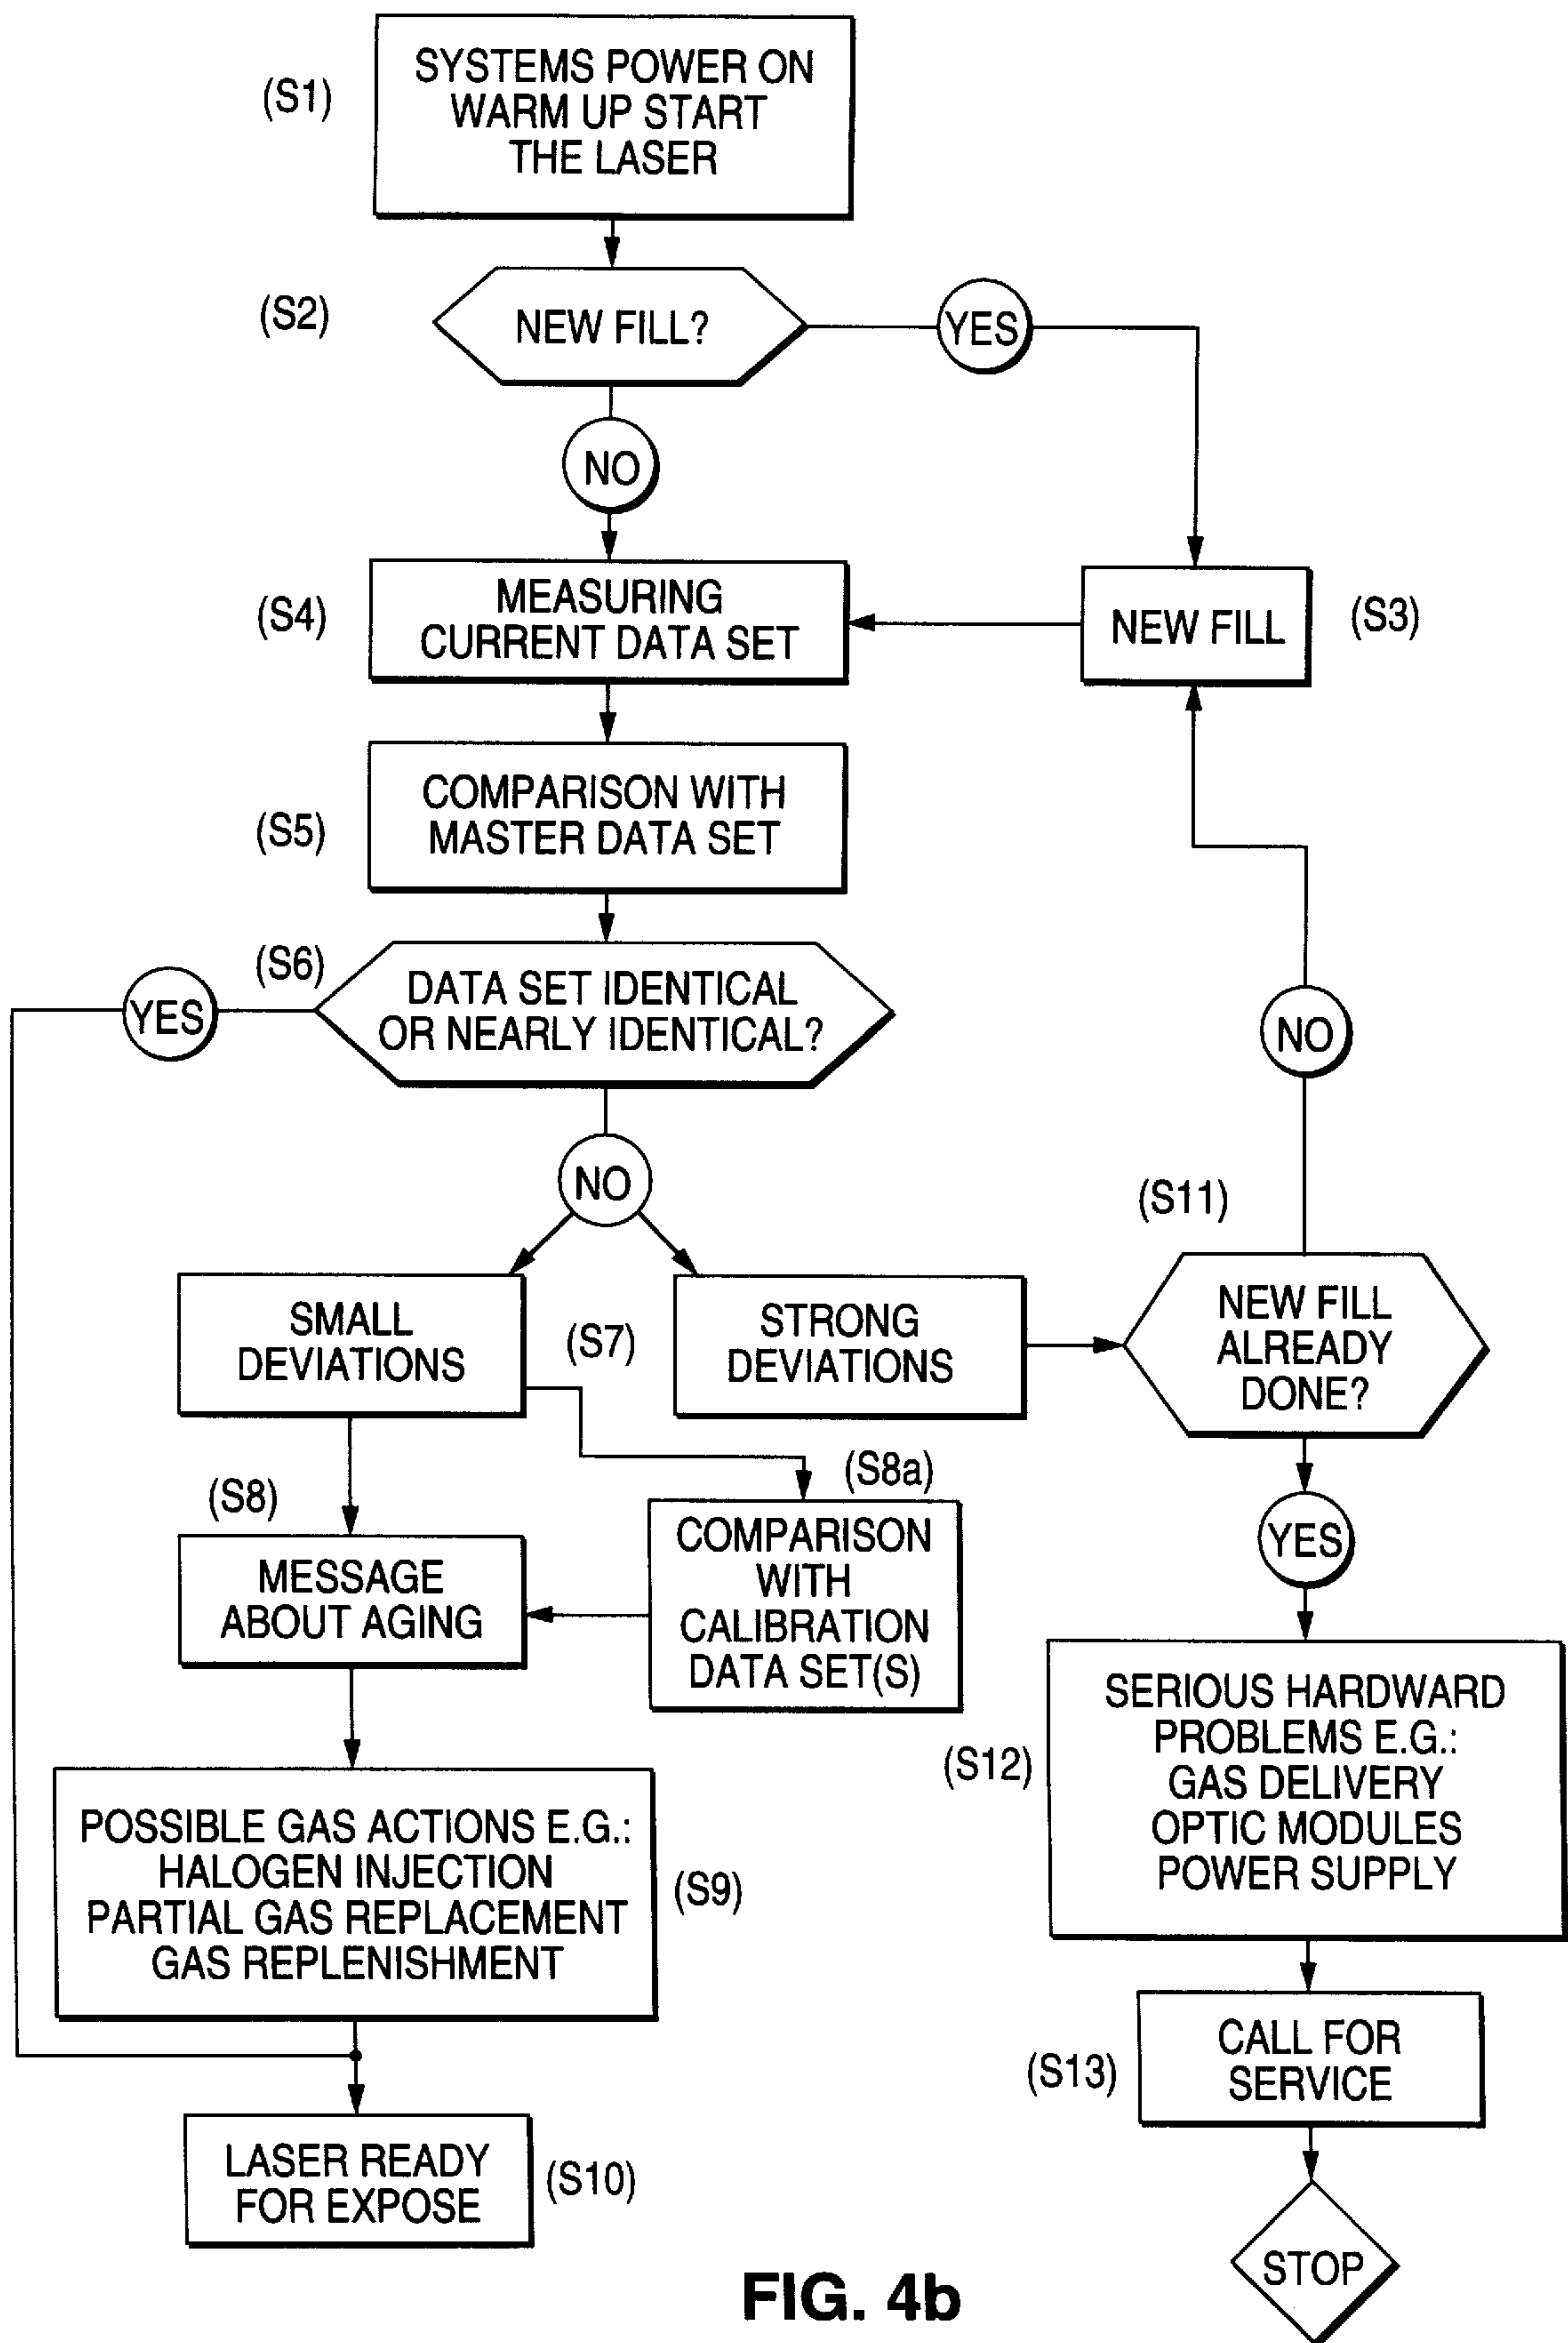 (S1)
SYSTEMS POWER ON
WARM UP START
THE LASER
(S2)
NEW FILL?
YES
NO
(S4)
MEASURING
CURRENT DATA SET
NEW FILL
(S3)
(S5)
COMPARISON WITH
MASTER DATA SET
(S6)
YES
DATA SET IDENTICAL
OR NEARLY IDENTICAL?
NO
NO
(S11)
SMALL
DEVIATIONS
(S7)
STRONG
DEVIATIONS
NEW FILL
ALREADY
DONE?
(S8)
(S8a)
MESSAGE
ABOUT AGING
COMPARISON
WITH
CALIBRATION
DATA SET(S)
YES
SERIOUS HARDWARD
PROBLEMS E.G.:
GAS DELIVERY
OPTIC MODULES
POWER SUPPLY
(S12)
POSSIBLE GAS ACTIONS E.G.:
HALOGEN INJECTION
PARTIAL GAS REPLACEMENT
GAS REPLENISHMENT
(S9)
CALL FOR
SERVICE
(S13)
LASER READY
FOR EXPOSE
(S10)
STOP
FIG. 4b